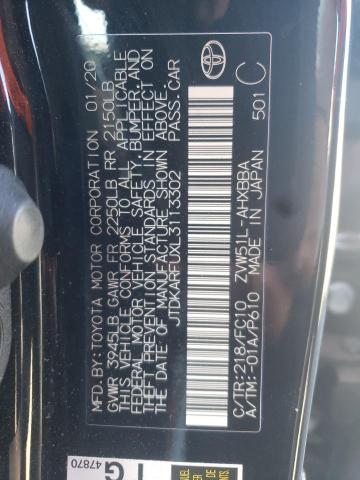 MFD. BY: TOYOTA MOTOR CORPORATION 01/20
GVWR 3945LB GAWR FR 2250LB RR 2150LB
THIS VEHICLE CONFORMS TO ALL APPLICABLE
FEDERAL MOTOR VEHICLE SAFETY, BUMPER, AND
THEFT PREVENTION STANDARDS IN EFFECT ON
THE DATE OF MANUFACTURE SHOWN ABOVE.
JTDKARFUXL3113302 PASS. CAR
TOYOTA
C/TR:218/FC10 ZVW51L-AHXBBA
A/TM:-01A/P610 MADE IN JAPAN 501 C
47870
G